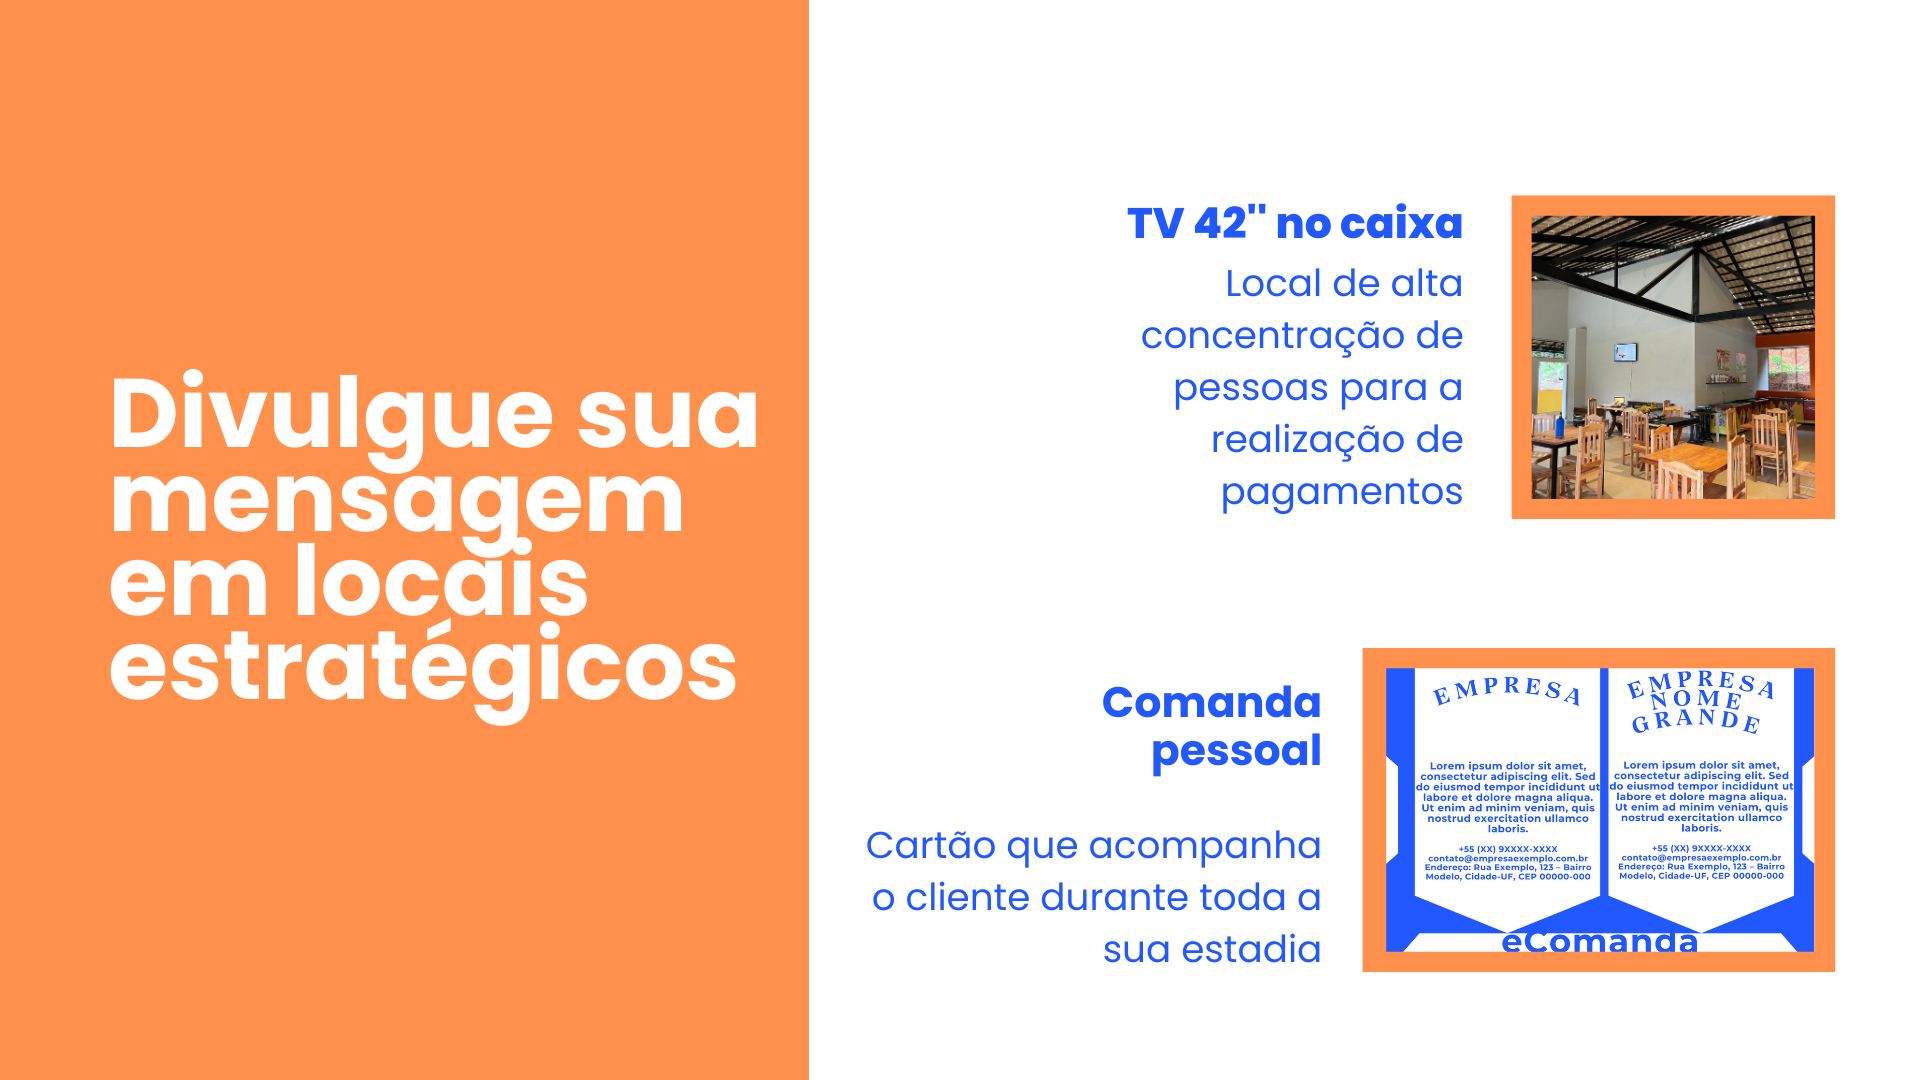 Divulgue sua
mensagem
em locais
estratégicos
TV 42" no caixa
Local de alta
concentração de
pessoas para a
realização de
pagamentos
Comanda
pessoal
Cartão que acompanha
o cliente durante toda a
sua estadia
EMPRESA
Lorem ipsum dolor sit amet,
consectetur adipiscing elit. Sed
do eiusmod tempor incididunt ut
labore et dolore magna aliqua.
Ut enim ad minim veniam, quis
nostrud exercitation ullamco
laboris.
+55 (XX) 9XXXX-XXXX
contato@empresaexemplo.com.br
Endereço: Rua Exemplo, 123 – Bairro
Modelo, Cidade-UF, CEP 00000-000
EMPRESA
NOME
GRANDE
Lorem ipsum dolor sit amet,
consectetur adipiscing elit. Sed
do eiusmod tempor incididunt ut
labore et dolore magna aliqua.
Ut enim ad minim veniam, quis
nostrud exercitation ullamco
laboris.
+55 (XX) 9XXXX-XXXX
contato@empresaexemplo.com.br
Endereço: Rua Exemplo, 123 – Bairro
Modelo, Cidade-UF, CEP 00000-000
eComanda